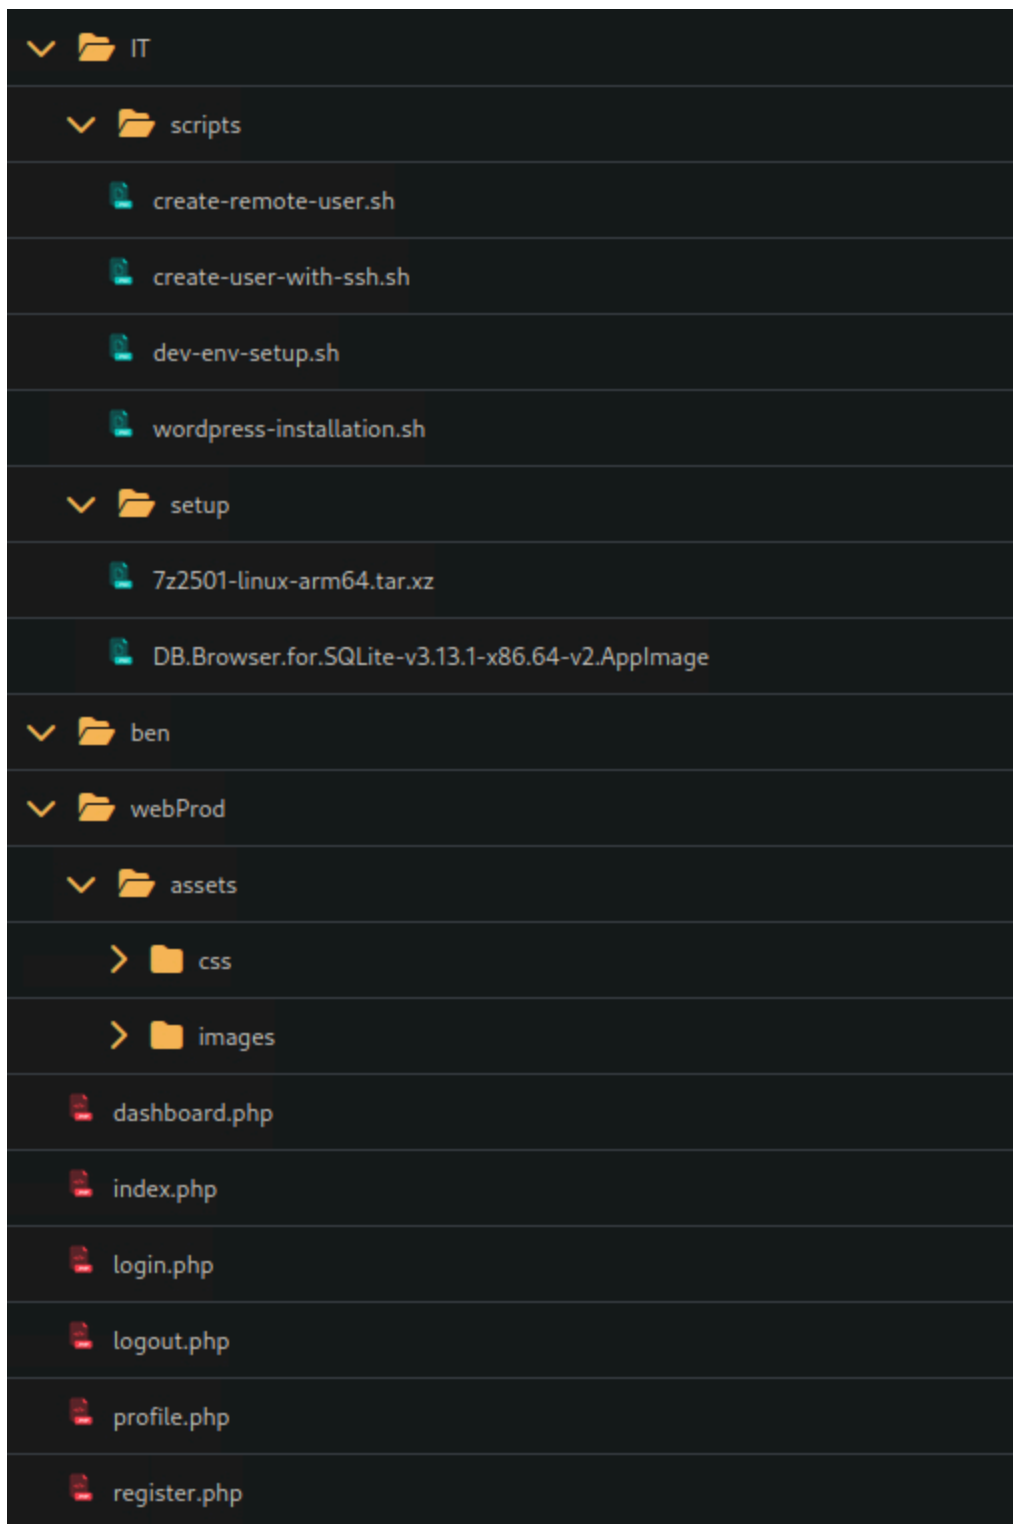 IT
scripts
create-remote-user.sh
create-user-with-ssh.sh
dev-env-setup.sh
wordpress-installation.sh
setup
7z2501-linux-arm64.tar.xz
DB.Browser.for.SQLite-v3.13.1-x86.64-v2.AppImage
ben
webProd
assets
css
images
dashboard.php
index.php
login.php
logout.php
profile.php
register.php